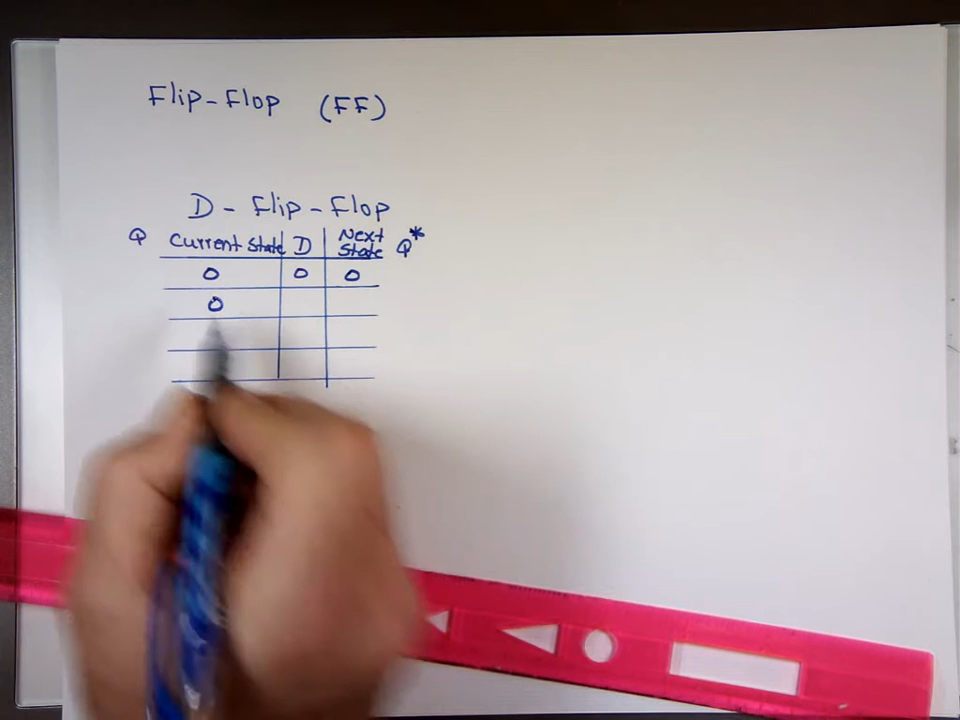 Flip-Flop (FF)
D-Flip-Flop
Q Current State D Next State Q*
0 0 0
0